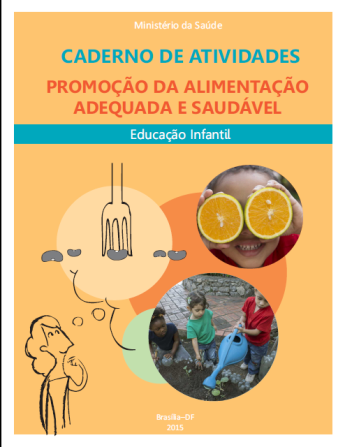 Ministério da Saúde
CADERNO DE ATIVIDADES
PROMOÇÃO DA ALIMENTAÇÃO
ADEQUADA E SAUDÁVEL
Educação Infantil
Brasília–DF
2015